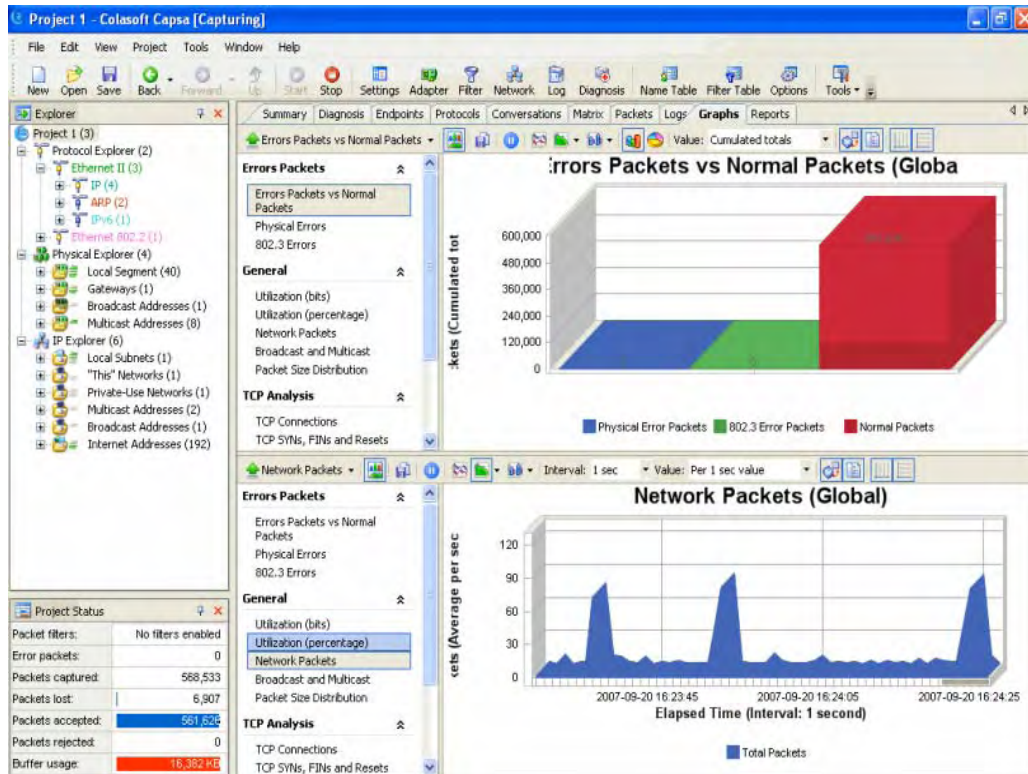 Project 1 - Colasoft Capsa [Capturing]
File Edit View Project Tools Window Help
New Open Save Back Forward Up Start Stop Settings Adapter Filter Network Log Diagnosis Name Table Filter Table Options Tools
Explorer
Project 1 (3)
Protocol Explorer (2)
Ethernet II (3)
IP (4)
ARP (2)
IPv6 (1)
Ethernet 802.2 (1)
Physical Explorer (4)
Local Segment (40)
Gateways (1)
Broadcast Addresses (1)
Multicast Addresses (8)
IP Explorer (6)
Local Subnets (1)
"This" Networks (1)
Private-Use Networks (1)
Multicast Addresses (2)
Broadcast Addresses (1)
Internet Addresses (192)
Project Status
Packet filters: No filters enabled
Error packets: 0
Packets captured: 568,533
Packets lost: 6,907
Packets accepted: 561,626
Packets rejected: 0
Buffer usage: 16,382 KB
Summary Diagnosis Endpoints Protocols Conversations Matrix Packets Logs Graphs Reports
Errors Packets vs Normal Packets Value: Cumulated totals
Errors Packets
Errors Packets vs Normal
Packets
Physical Errors
802.3 Errors
General
Utilization (bits)
Utilization (percentage)
Network Packets
Broadcast and Multicast
Packet Size Distribution
TCP Analysis
TCP Connections
TCP SYNs, FINs and Resets
Errors Packets vs Normal Packets (Globa
kets (Cumulated tot
600,000
480,000
360,000
240,000
120,000
0
Physical Error Packets 802.3 Error Packets Normal Packets
Network Packets Interval: 1 sec Value: Per 1 sec value
Errors Packets
Errors Packets vs Normal
Packets
Physical Errors
802.3 Errors
General
Utilization (bits)
Utilization (percentage)
Network Packets
Broadcast and Multicast
Packet Size Distribution
TCP Analysis
TCP Connections
TCP SYNs, FINs and Resets
Network Packets (Global)
kets (Average per sec
120
90
60
30
0
2007-09-20 16:23:45 2007-09-20 16:24:05 2007-09-20 16:24:25
Elapsed Time (Interval: 1 second)
Total Packets